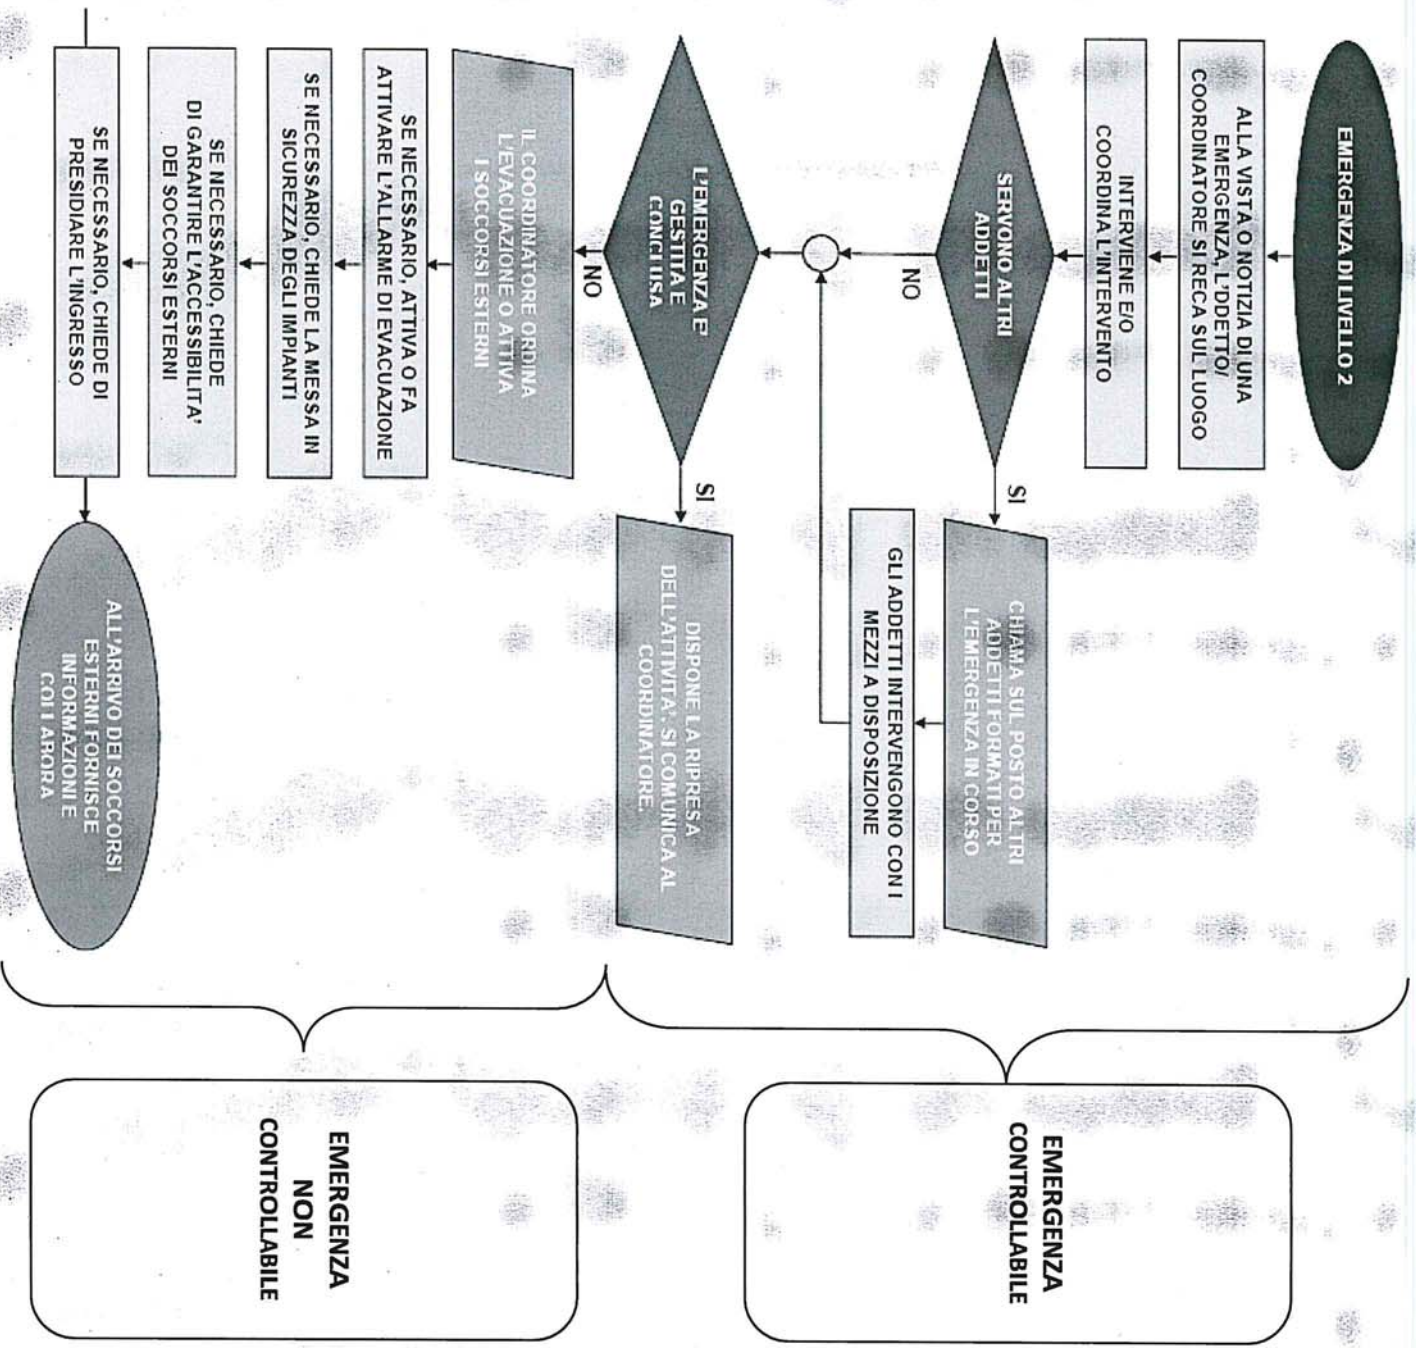 EMERGENZA DI LIVELLO 2
ALLA VISTA O NOTIZIA DI UNA
EMERGENZA, L'DDETTO/
COORDINATORE SI RECA SUL LUOGO
INTERVIENE E/O
COORDINA L'INTERVENTO
SERVONO ALTRI
ADDETTI
SI
CHIAMA SUL POSTO ALTRI
ADDETTI FORMATI PER
L'EMERGENZA IN CORSO
GLI ADDETTI INTERVENGONO CON I
MEZZI A DISPOSIZIONE
NO
L'EMERGENZA E'
GESTITA E
CONCLUSA
SI
DISPONE LA RIPRESA
DELL'ATTIVITA'. SI COMUNICA AL
COORDINATORE.
NO
IL COORDINATORE ORDINA
L'EVACUAZIONE O ATTIVA
I SOCCORSI ESTERNI
SE NECESSARIO, ATTIVA O FA
ATTIVARE L'ALLARME DI EVACUAZIONE
SE NECESSARIO, CHIEDE LA MESSA IN
SICUREZZA DEGLI IMPIANTI
SE NECESSARIO, CHIEDE
DI GARANTIRE L'ACCESSIBILITA'
DEI SOCCORSI ESTERNI
SE NECESSARIO, CHIEDE DI
PRESIDIARE L'INGRESSO
ALL'ARRIVO DEI SOCCORSI
ESTERNI FORNISCE
INFORMAZIONI E
COLLABORA
EMERGENZA
CONTROLLABILE
EMERGENZA
NON
CONTROLLABILE